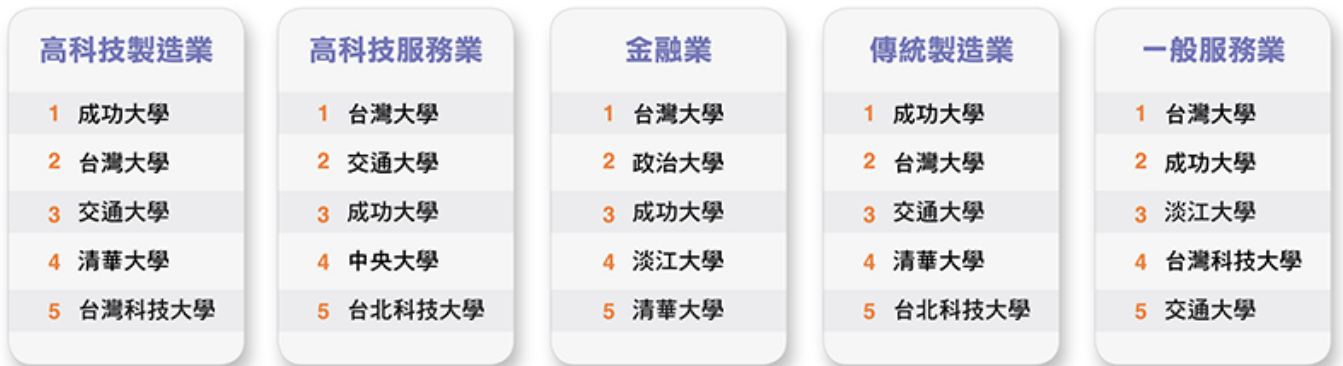 高科技製造業
1 成功大學
2 台灣大學
3 交通大學
4 清華大學
5 台灣科技大學
高科技服務業
1 台灣大學
2 交通大學
3 成功大學
4 中央大學
5 台北科技大學
金融業
1 台灣大學
2 政治大學
3 成功大學
4 淡江大學
5 清華大學
傳統製造業
1 成功大學
2 台灣大學
3 交通大學
4 清華大學
5 台北科技大學
一般服務業
1 台灣大學
2 成功大學
3 淡江大學
4 台灣科技大學
5 交通大學